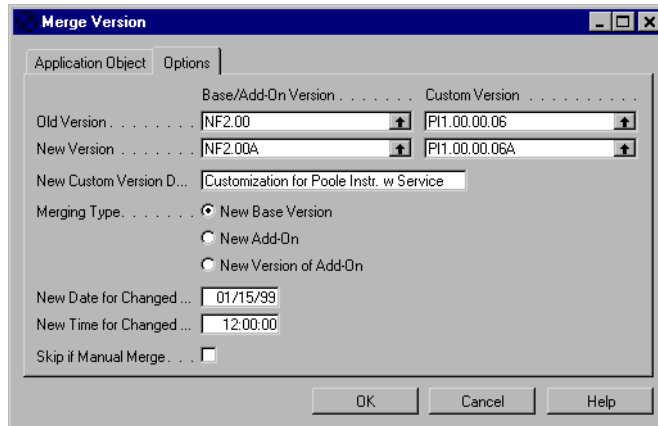 Merge Version
Application Object Options
Base/Add-On Version . . . . . . . Custom Version . . . . . . . . . .
Old Version . . . . . . . . NF2.00 PI1.00.00.06
New Version . . . . . . . NF2.00A PI1.00.00.06A
New Custom Version D... Customization for Poole Instr. w Service
Merging Type. . . . . . . New Base Version
New Add-On
New Version of Add-On
New Date for Changed ... 01/15/99
New Time for Changed ... 12:00:00
Skip if Manual Merge. . .
OK Cancel Help